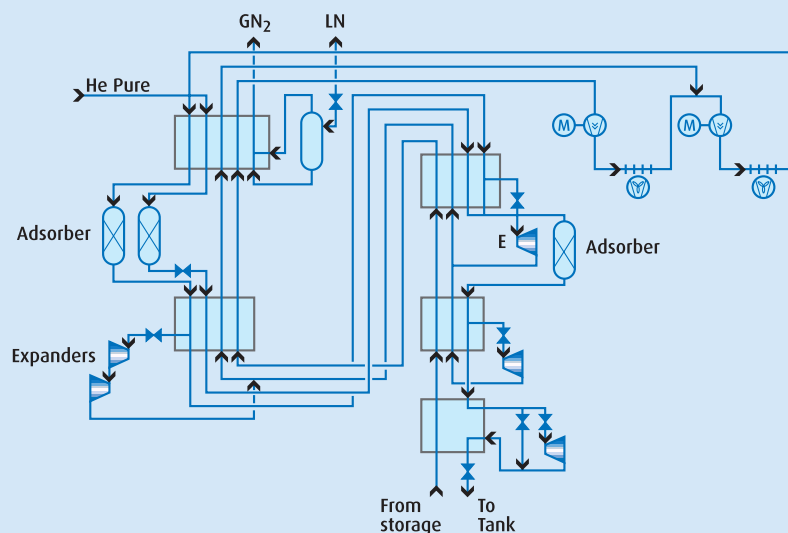 GN2 LN
He Pure
M M
Adsorber
E Adsorber
Expanders
From
storage
To
Tank